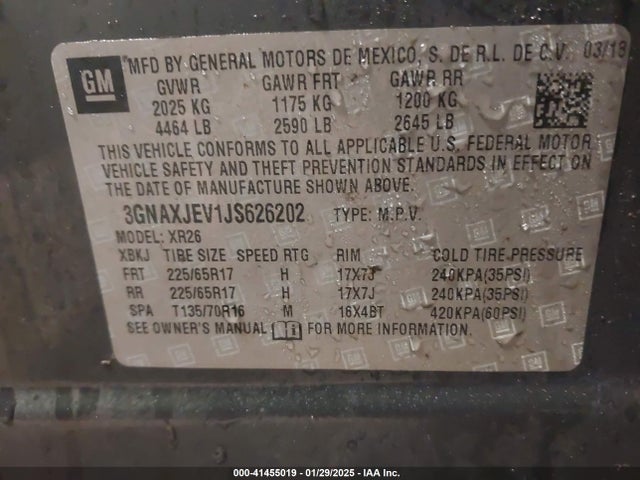 GM
MFD BY GENERAL MOTORS DE MEXICO, S. DE R.L. DE C.V. 03/18
GVWR GAWR FRT GAWR RR
2025 KG 1175 KG 1200 KG
4464 LB 2590 LB 2645 LB
THIS VEHICLE CONFORMS TO ALL APPLICABLE U.S. FEDERAL MOTOR
VEHICLE SAFETY AND THEFT PREVENTION STANDARDS IN EFFECT ON
THE DATE OF MANUFACTURE SHOWN ABOVE.
3GNAXJEV1JS626202 TYPE: M.P.V.
MODEL: XR26
XBKJ TIRE SIZE SPEED RTG RIM COLD TIRE PRESSURE
FRT 225/65R17 H 17X7J 240KPA(35PSI)
RR 225/65R17 H 17X7J 240KPA(35PSI)
SPA T135/70R16 M 16X4BT 420KPA(60PSI)
SEE OWNER'S MANUAL FOR MORE INFORMATION.
000-41455019 - 01/29/2025 - IAA Inc.